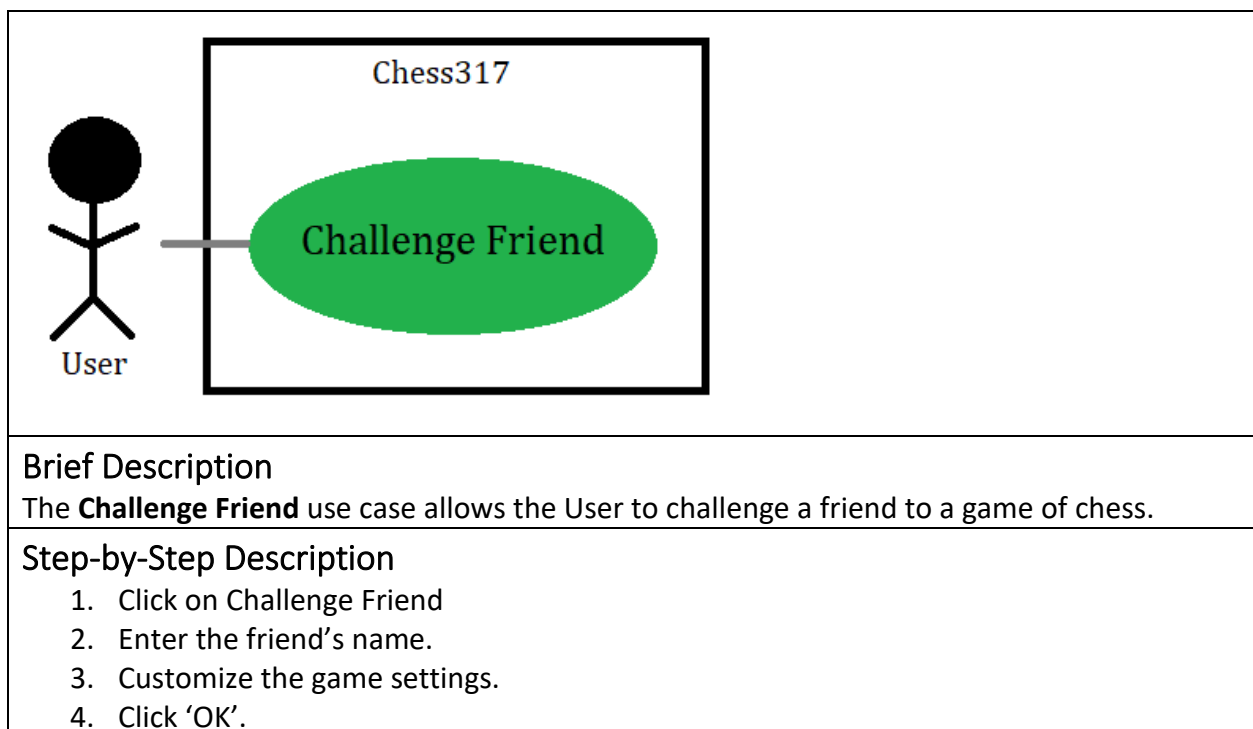 Chess317
Challenge Friend
User
Brief Description
The Challenge Friend use case allows the User to challenge a friend to a game of chess.
Step-by-Step Description
1. Click on Challenge Friend
2. Enter the friend’s name.
3. Customize the game settings.
4. Click ‘OK’.